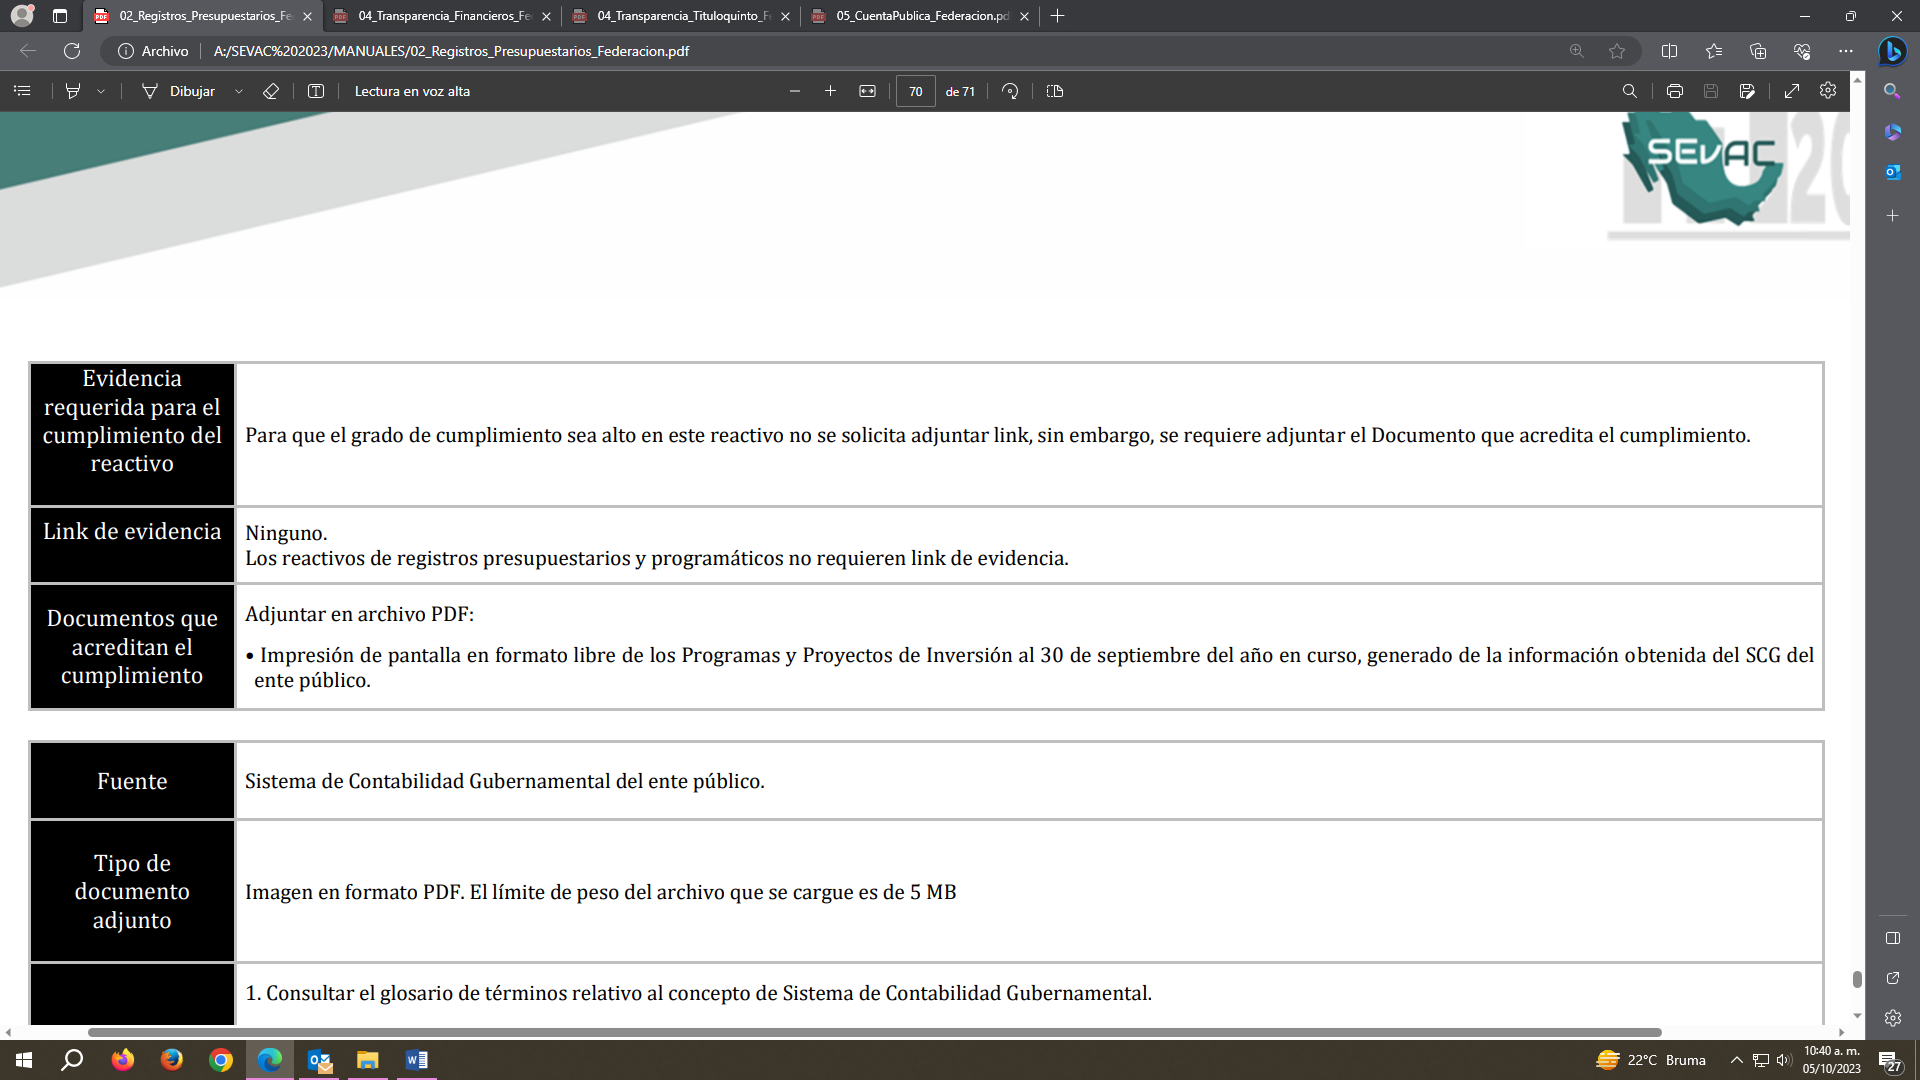 02_Registros_Presupuestarios_Fe
04_Transparencia_Financieros_Fe
04_Transparencia_Tituloquinto_F
05_CuentaPublica_Federacion.pd
Archivo
A:/SEVAC%202023/MANUALES/02_Registros_Presupuestarios_Federacion.pdf
Dibujar
Lectura en voz alta
70
de 71
SEVAC
20
Evidencia
requerida para el
cumplimiento del
reactivo
Para que el grado de cumplimiento sea alto en este reactivo no se solicita adjuntar link, sin embargo, se requiere adjuntar el Documento que acredita el cumplimiento.
Link de evidencia
Ninguno.
Los reactivos de registros presupuestarios y programáticos no requieren link de evidencia.
Documentos que
acreditan el
cumplimiento
Adjuntar en archivo PDF:
• Impresión de pantalla en formato libre de los Programas y Proyectos de Inversión al 30 de septiembre del año en curso, generado de la información obtenida del SCG del
ente público.
Fuente
Sistema de Contabilidad Gubernamental del ente público.
Tipo de
documento
adjunto
Imagen en formato PDF. El límite de peso del archivo que se cargue es de 5 MB
1. Consultar el glosario de términos relativo al concepto de Sistema de Contabilidad Gubernamental.
22°C Bruma
10:40 a. m.
05/10/2023
27